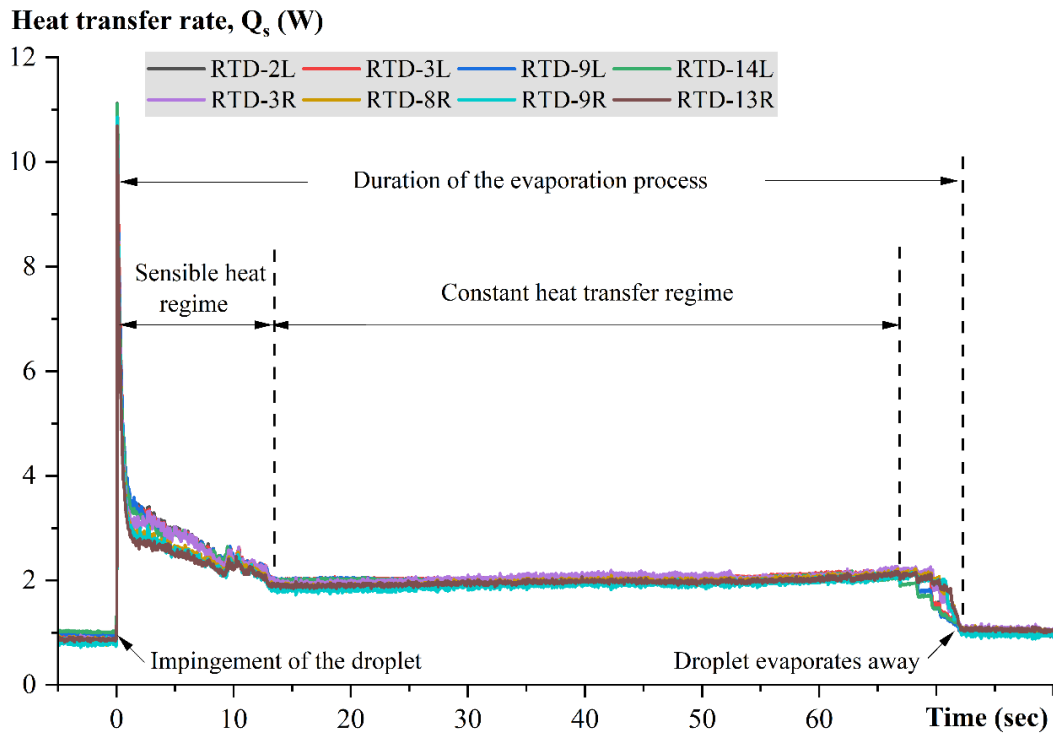 Heat transfer rate, Qs (W)
12
RTD-2L RTD-3L RTD-9L RTD-14L
RTD-3R RTD-8R RTD-9R RTD-13R
10
Duration of the evaporation process
8
Sensible heat
regime
Constant heat transfer regime
6
4
2
Impingement of the droplet
Droplet evaporates away
0
0 10 20 30 40 50 60 Time (sec)